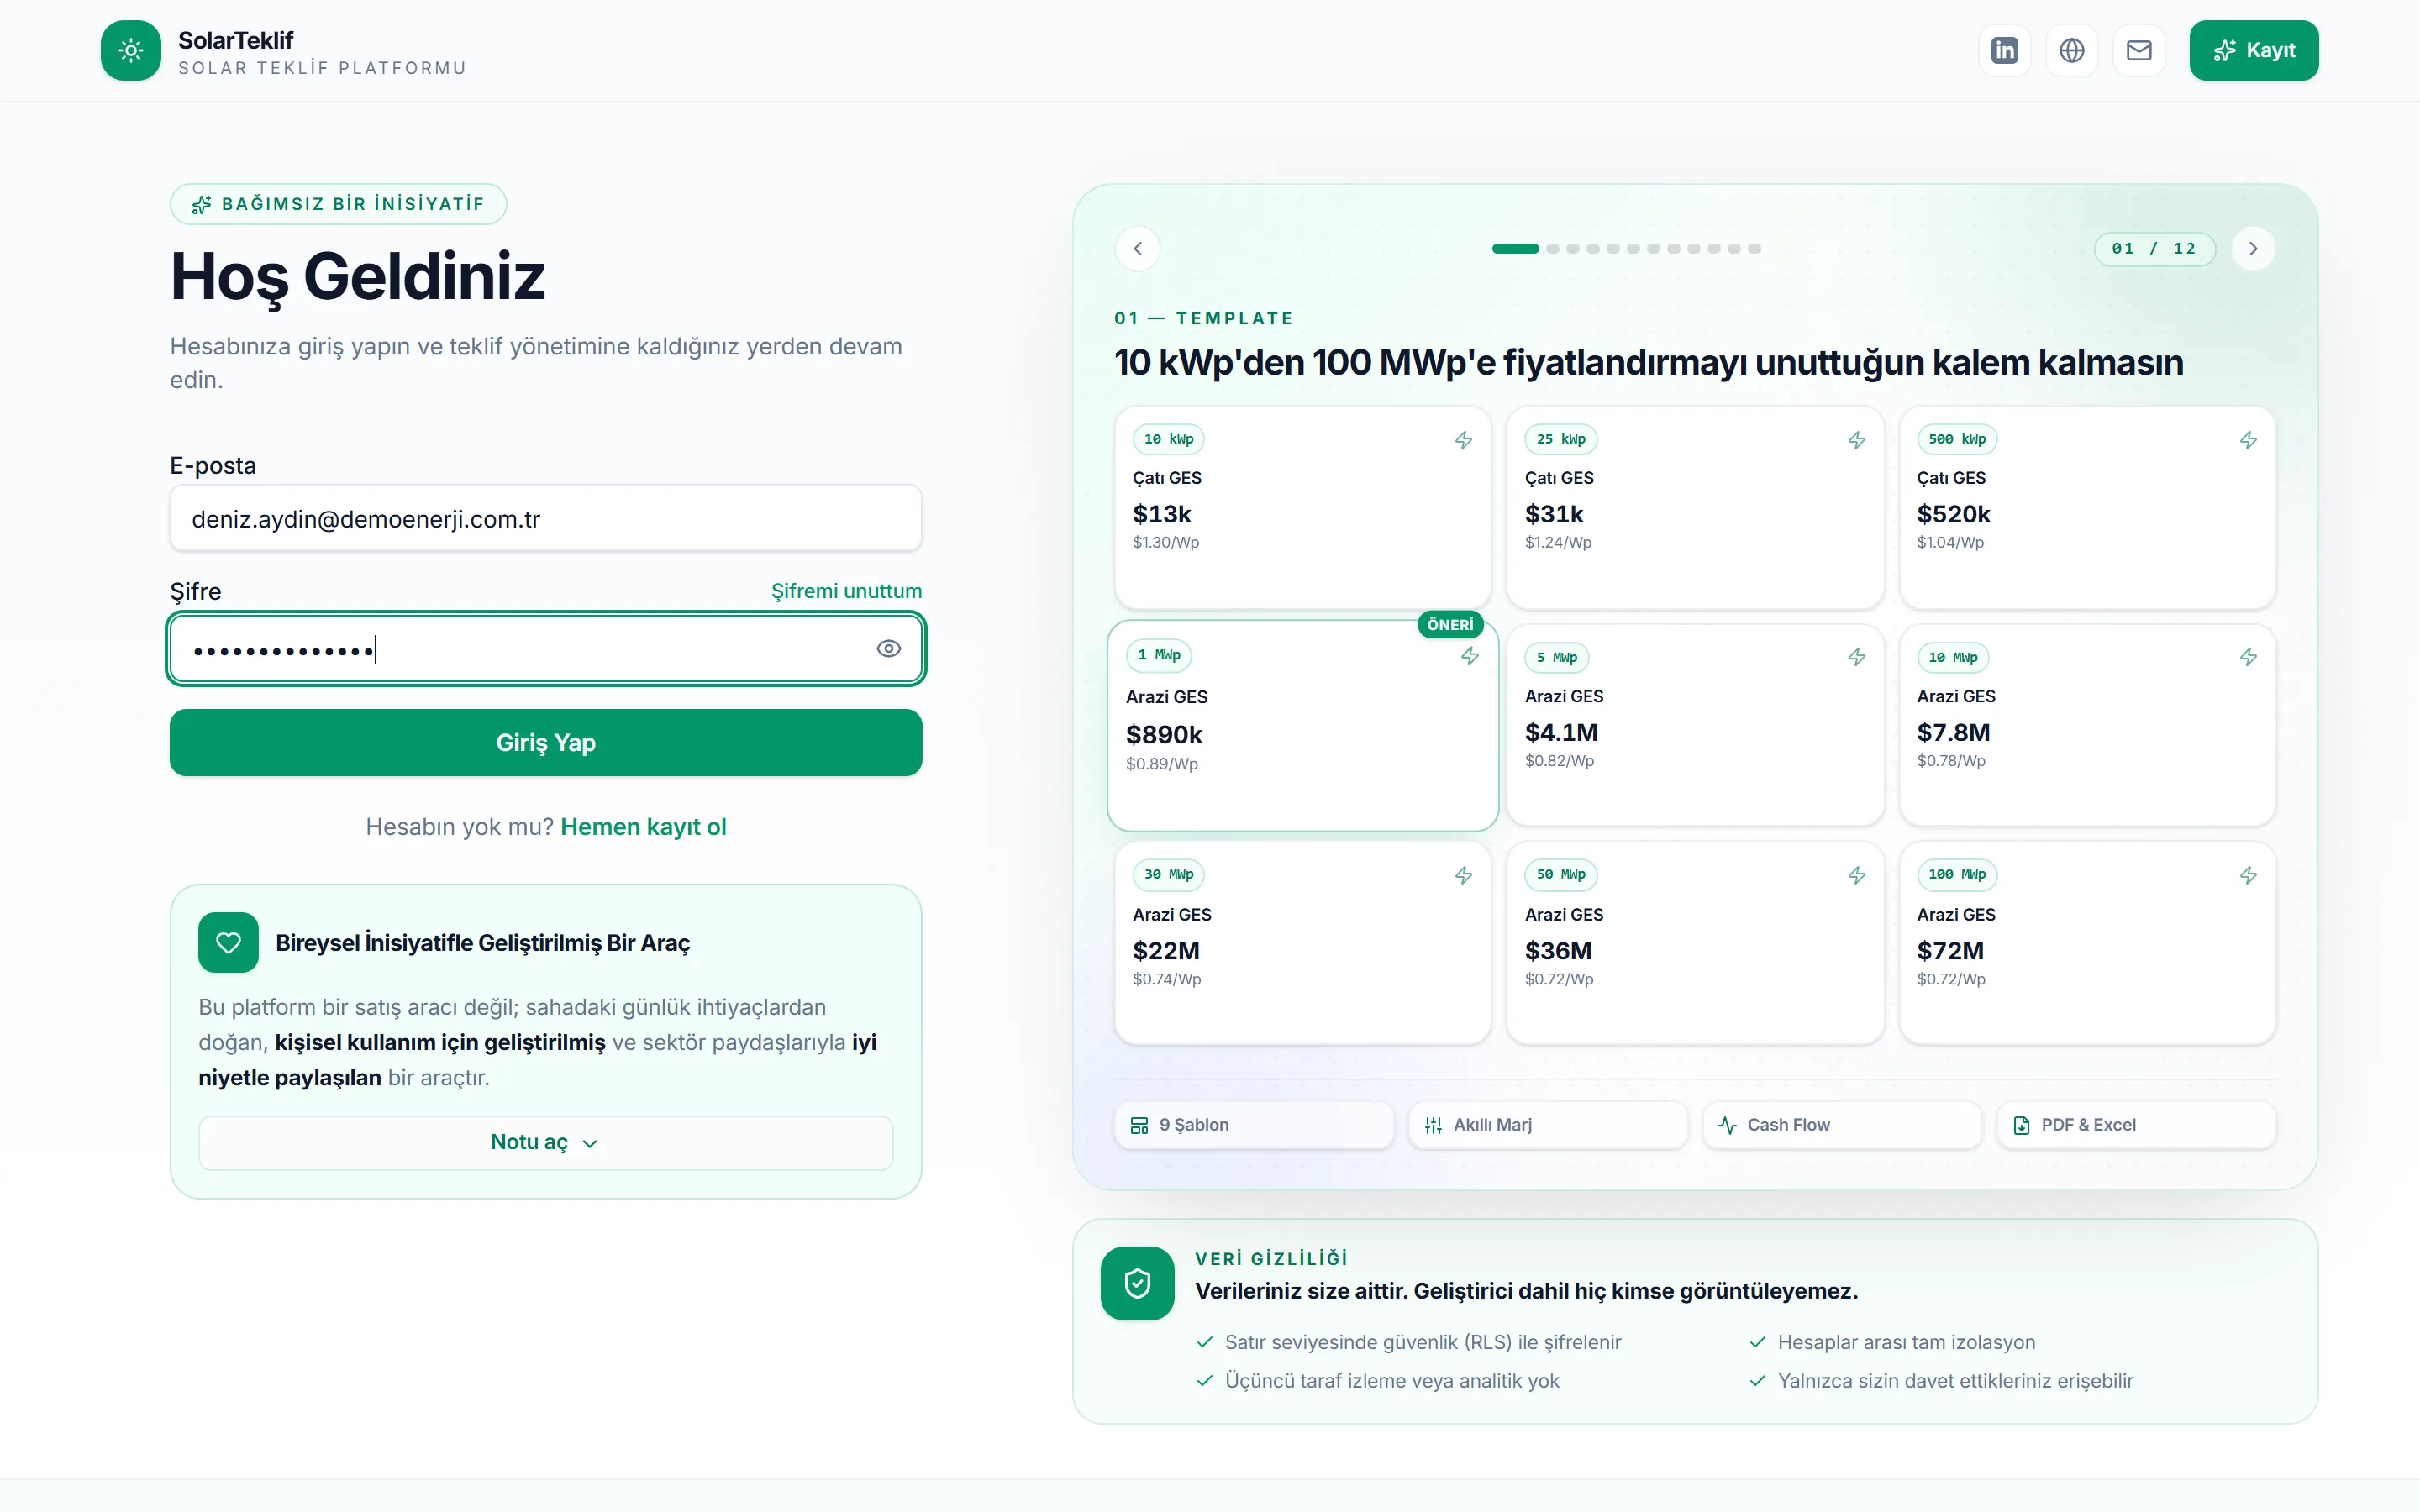 SolarTeklif
SOLAR TEKLİF PLATFORMU
Kayıt
BAĞIMSIZ BİR İNİSİYATİF
Hoş Geldiniz
Hesabınıza giriş yapın ve teklif yönetimine kaldığınız yerden devam
edin.
E-posta
deniz.aydin@demoenerji.com.tr
Şifre
Şifremi unuttum
••••••••••••••
Giriş Yap
Hesabın yok mu? Hemen kayıt ol
Bireysel İnisiyatifle Geliştirilmiş Bir Araç
Bu platform bir satış aracı değil; sahadaki günlük ihtiyaçlardan
doğan, kişisel kullanım için geliştirilmiş ve sektör paydaşlarıyla iyi
niyetle paylaşılan bir araçtır.
Notu aç
01 / 12
01 — TEMPLATE
10 kWp'den 100 MWp'e fiyatlandırmayı unuttuğun kalem kalmasın
10 kWp
Çatı GES
$13k
$1.30/Wp
25 kWp
Çatı GES
$31k
$1.24/Wp
500 kWp
Çatı GES
$520k
$1.04/Wp
ÖNERİ
1 MWp
Arazi GES
$890k
$0.89/Wp
5 MWp
Arazi GES
$4.1M
$0.82/Wp
10 MWp
Arazi GES
$7.8M
$0.78/Wp
30 MWp
Arazi GES
$22M
$0.74/Wp
50 MWp
Arazi GES
$36M
$0.72/Wp
100 MWp
Arazi GES
$72M
$0.72/Wp
9 Şablon
Akıllı Marj
Cash Flow
PDF & Excel
VERİ GİZLİLİĞİ
Verileriniz size aittir. Geliştirici dahil hiç kimse görüntüleyemez.
Satır seviyesinde güvenlik (RLS) ile şifrelenir
Hesaplar arası tam izolasyon
Üçüncü taraf izleme veya analitik yok
Yalnızca sizin davet ettikleriniz erişebilir